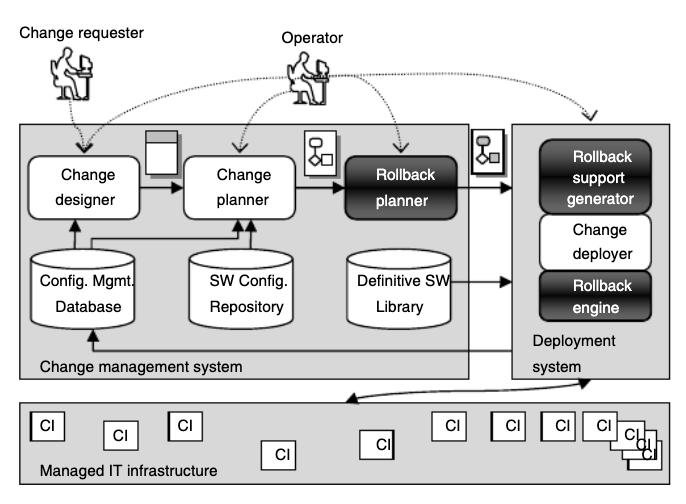 Change requester
Operator
Change
designer
Change
planner
Rollback
planner
Rollback
support
generator
Change
deployer
Rollback
engine
Config. Mgmt.
Database
SW Config.
Repository
Definitive SW
Library
Deployment
system
Change management system
CI
CI
CI
CI
CI
CI
CI
CI
CI
CI
CI
CI
Managed IT infrastructure